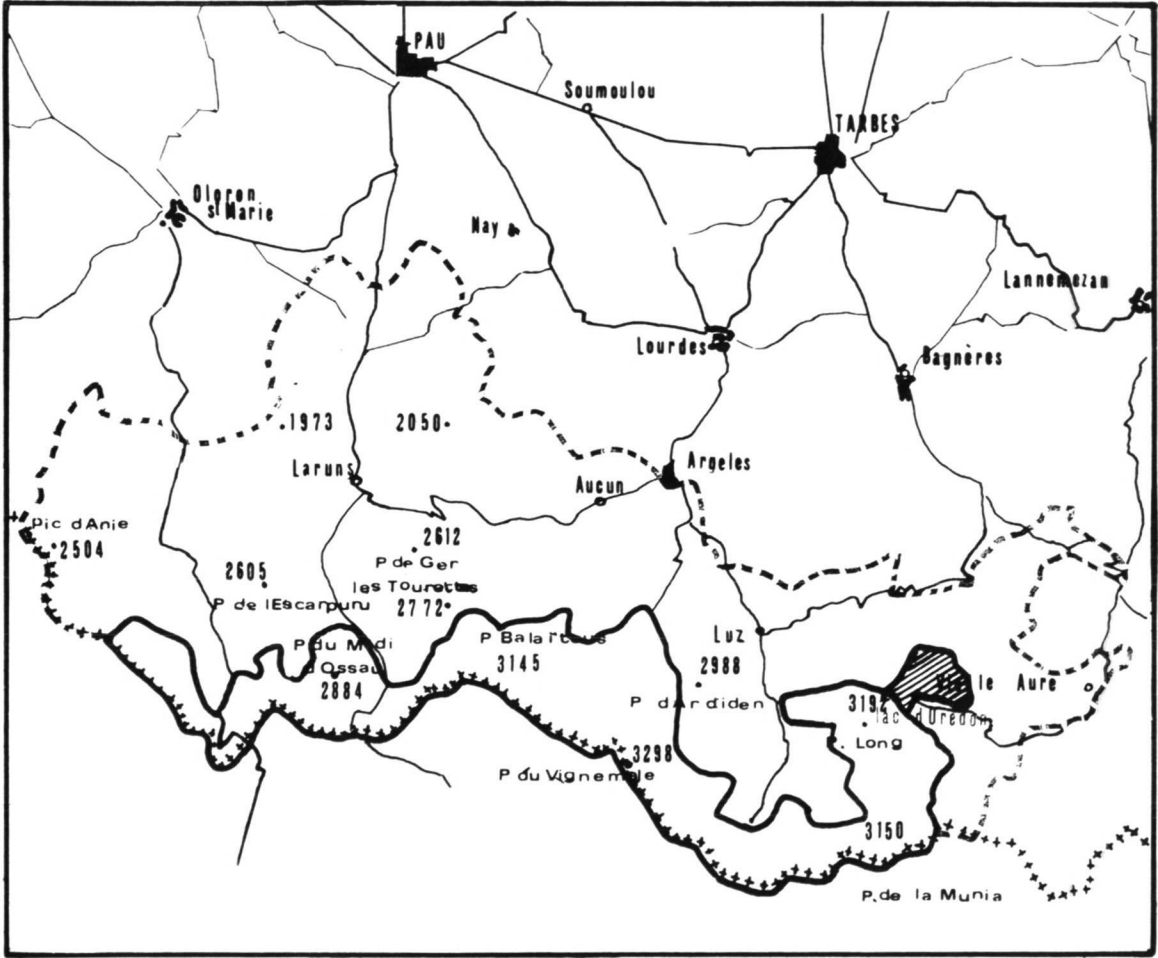 PAU
Soumoulou
TARBES
Oloron
St Marie
Nay
Lannemezan
Lourdes
Bagnères
1973
2050
Laruns
Argeles
Aucun
Pic d'Anie
2504
2612
P de Ger
2605
les Tourettes
P de l'Escarpuru
2772
P du Midi
d'Ossau
2884
P Balaïtous
3145
Luz
2988
P d'Ardiden
le Aure
3192
lac d'Oredon
P. Long
3298
P du Vignemale
3150
P. de la Munia